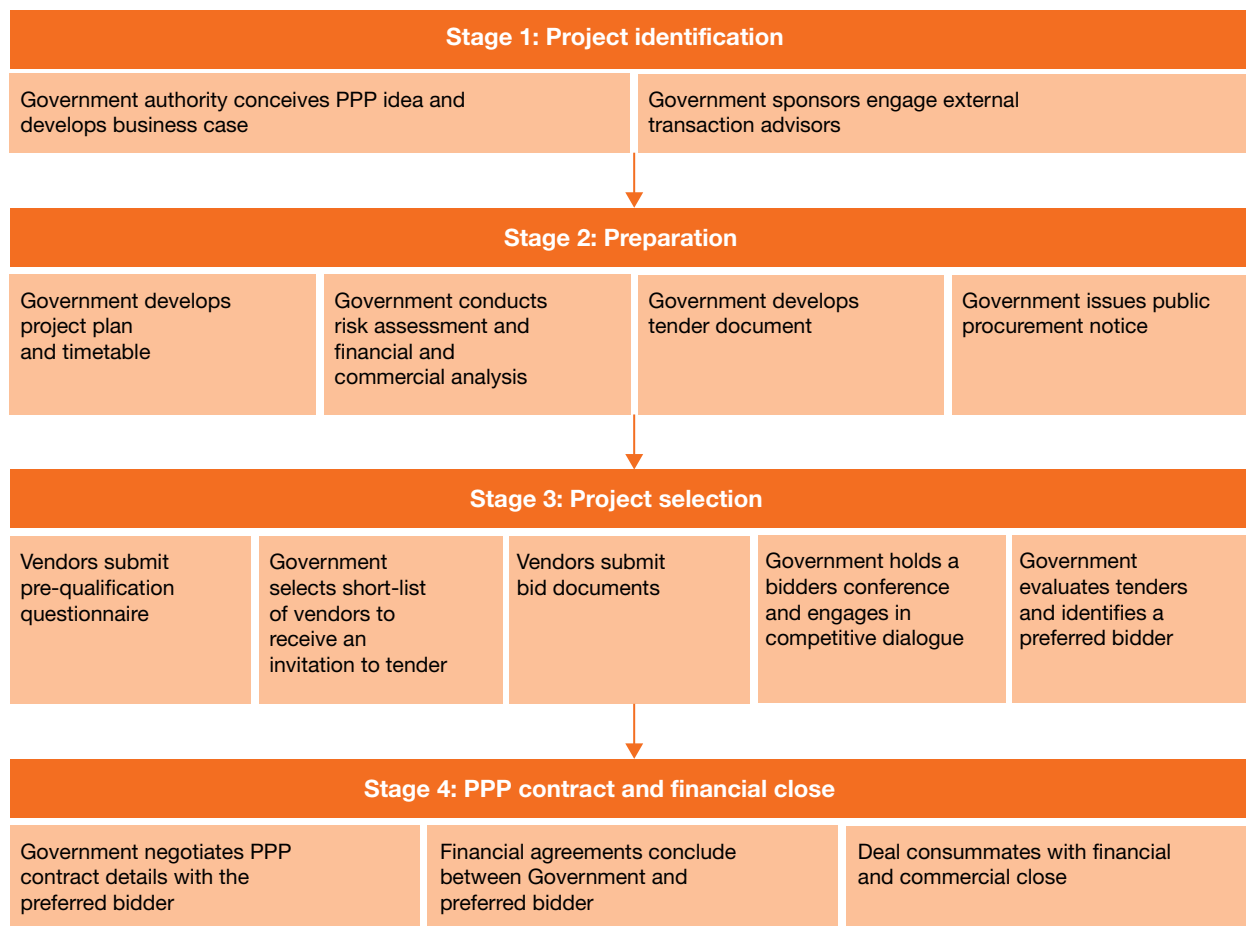 Stage 1: Project identification
Government authority conceives PPP idea and
develops business case
Government sponsors engage external
transaction advisors
Stage 2: Preparation
Government develops
project plan
and timetable
Government conducts
risk assessment and
financial and
commercial analysis
Government develops
tender document
Government issues public
procurement notice
Stage 3: Project selection
Vendors submit
pre-qualification
questionnaire
Government
selects short-list
of vendors to
receive an
invitation to tender
Vendors submit
bid documents
Government holds a
bidders conference
and engages in
competitive dialogue
Government
evaluates tenders
and identifies a
preferred bidder
Stage 4: PPP contract and financial close
Government negotiates PPP
contract details with the
preferred bidder
Financial agreements conclude
between Government and
preferred bidder
Deal consummates with financial
and commercial close